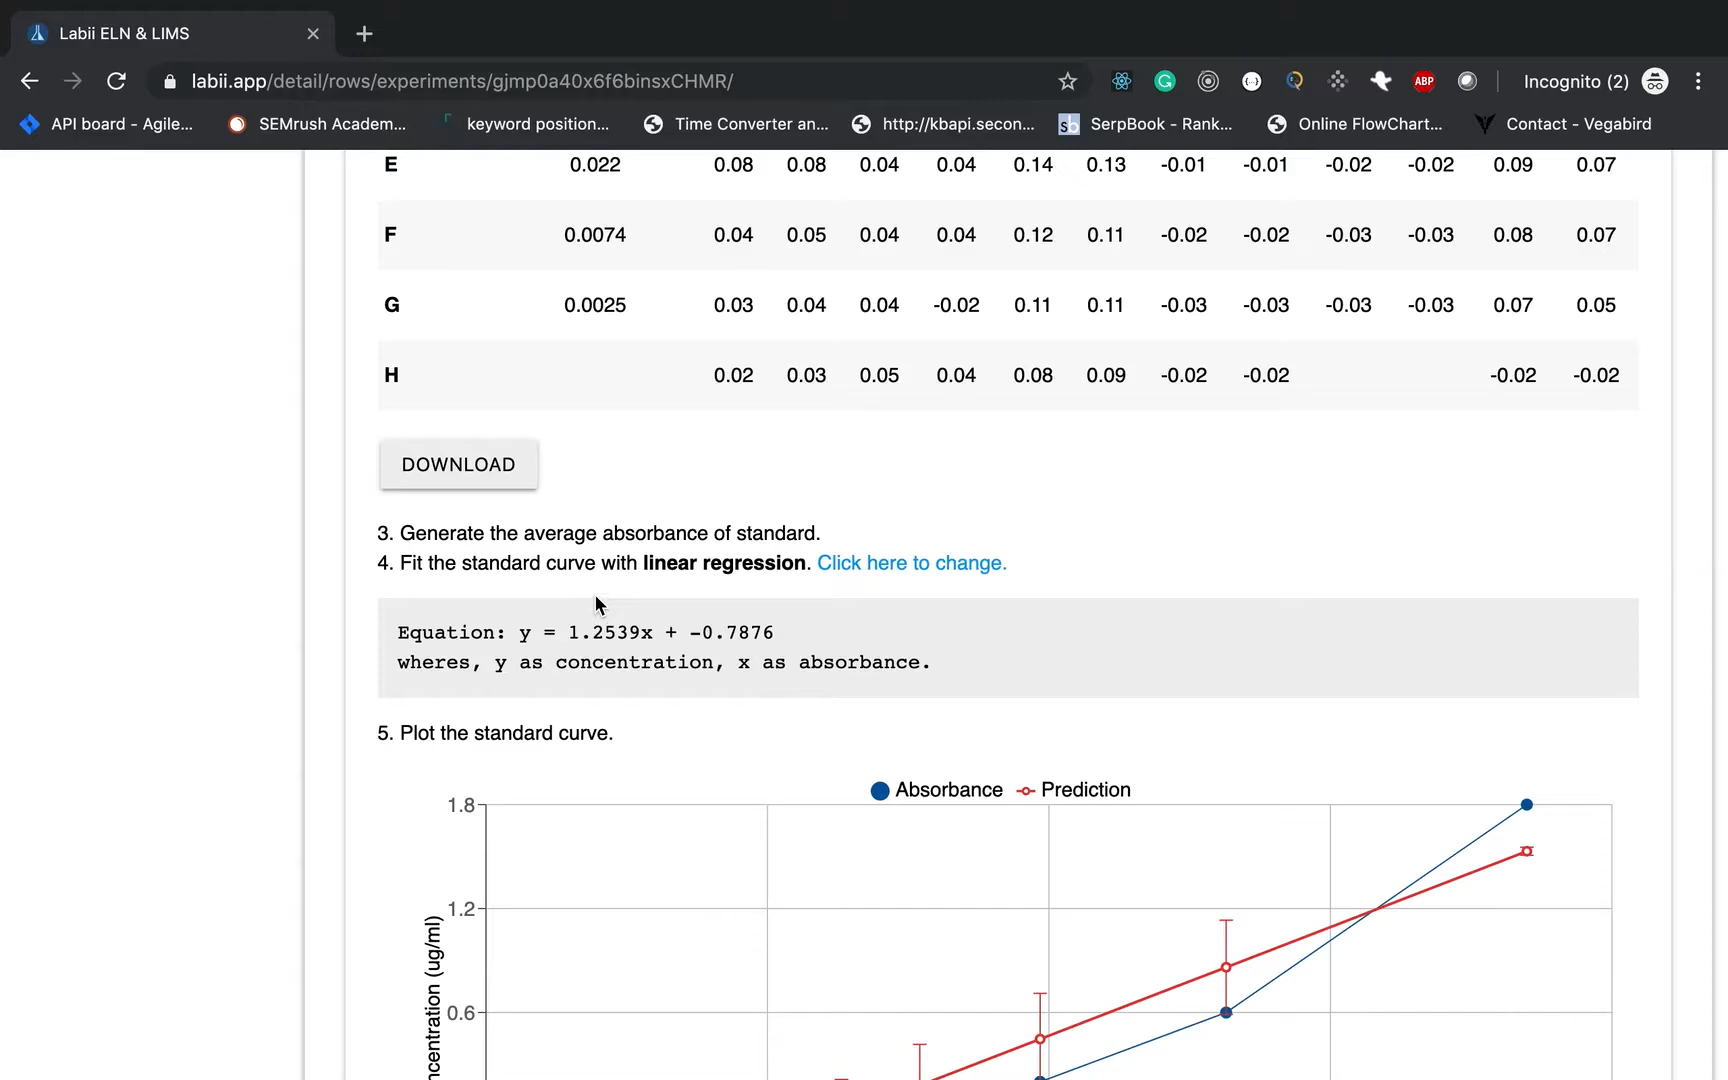 Labii ELN & LIMS
labii.app/detail/rows/experiments/gjmp0a40x6f6binsxCHMR/
ABP
Incognito (2)
API board - Agile...
SEMrush Academ...
keyword position...
Time Converter an...
http://kbapi.secon...
sb
SerpBook - Rank...
Online FlowChart...
Contact - Vegabird
E 0.022 0.08 0.08 0.04 0.04 0.14 0.13 -0.01 -0.01 -0.02 -0.02 0.09 0.07
F 0.0074 0.04 0.05 0.04 0.04 0.12 0.11 -0.02 -0.02 -0.03 -0.03 0.08 0.07
G 0.0025 0.03 0.04 0.04 -0.02 0.11 0.11 -0.03 -0.03 -0.03 -0.03 0.07 0.05
H 0.02 0.03 0.05 0.04 0.08 0.09 -0.02 -0.02 -0.02 -0.02
DOWNLOAD
3. Generate the average absorbance of standard.
4. Fit the standard curve with linear regression. Click here to change.
Equation: y = 1.2539x + -0.7876
wheres, y as concentration, x as absorbance.
5. Plot the standard curve.
Absorbance Prediction
1.8
1.2
0.6
ncentration (ug/ml)